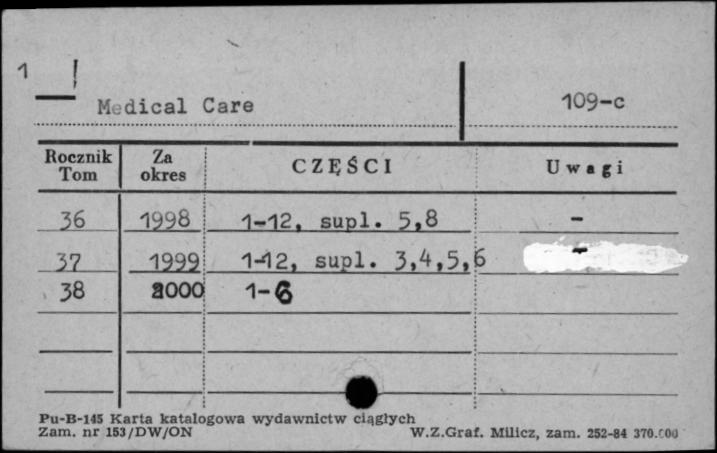 1 !
Medical Care 109-c
Rocznik Tom Za okres CZĘŚCI Uwagi
36 1998 1-12, supl. 5,8 -
37 1999 1-12, supl. 3,4,5,6 -
38 2000 1-6
Pu-B-145 Karta katalogowa wydawnictw ciągłych
Zam. nr 153/DW/ON W.Z.Graf. Milicz, zam. 252-84 370.000